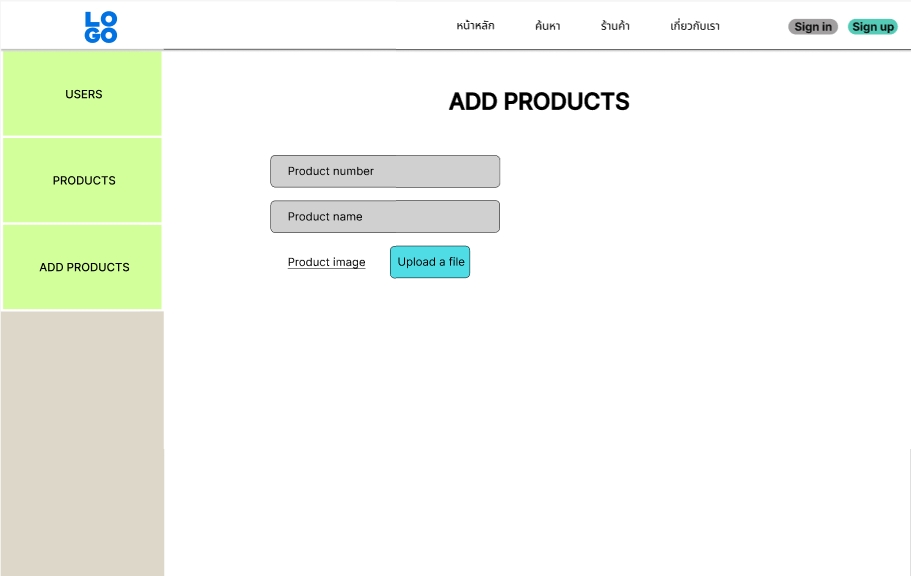 LO
GO
หน้าหลัก ค้นหา ร้านค้า เกี่ยวกับเรา Sign in Sign up
USERS
PRODUCTS
ADD PRODUCTS
ADD PRODUCTS
Product number
Product name
Product image Upload a file